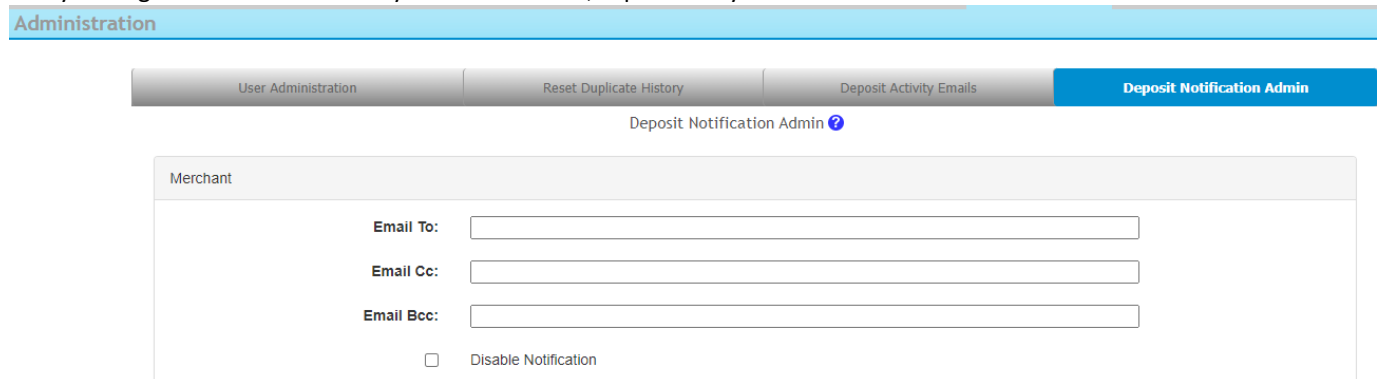 Administration
User Administration
Reset Duplicate History
Deposit Activity Emails
Deposit Notification Admin
Deposit Notification Admin ?
Merchant
Email To:
Email Cc:
Email Bcc:
Disable Notification